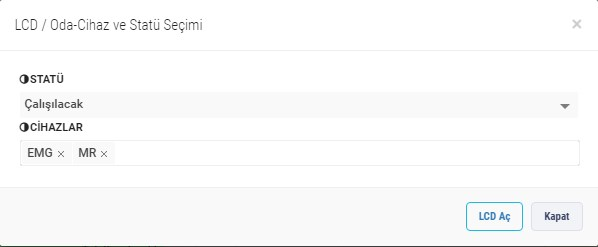 LCD / Oda-Cihaz ve Statü Seçimi
STATÜ
Çalışılacak
CİHAZLAR
EMG × MR ×
LCD Aç Kapat